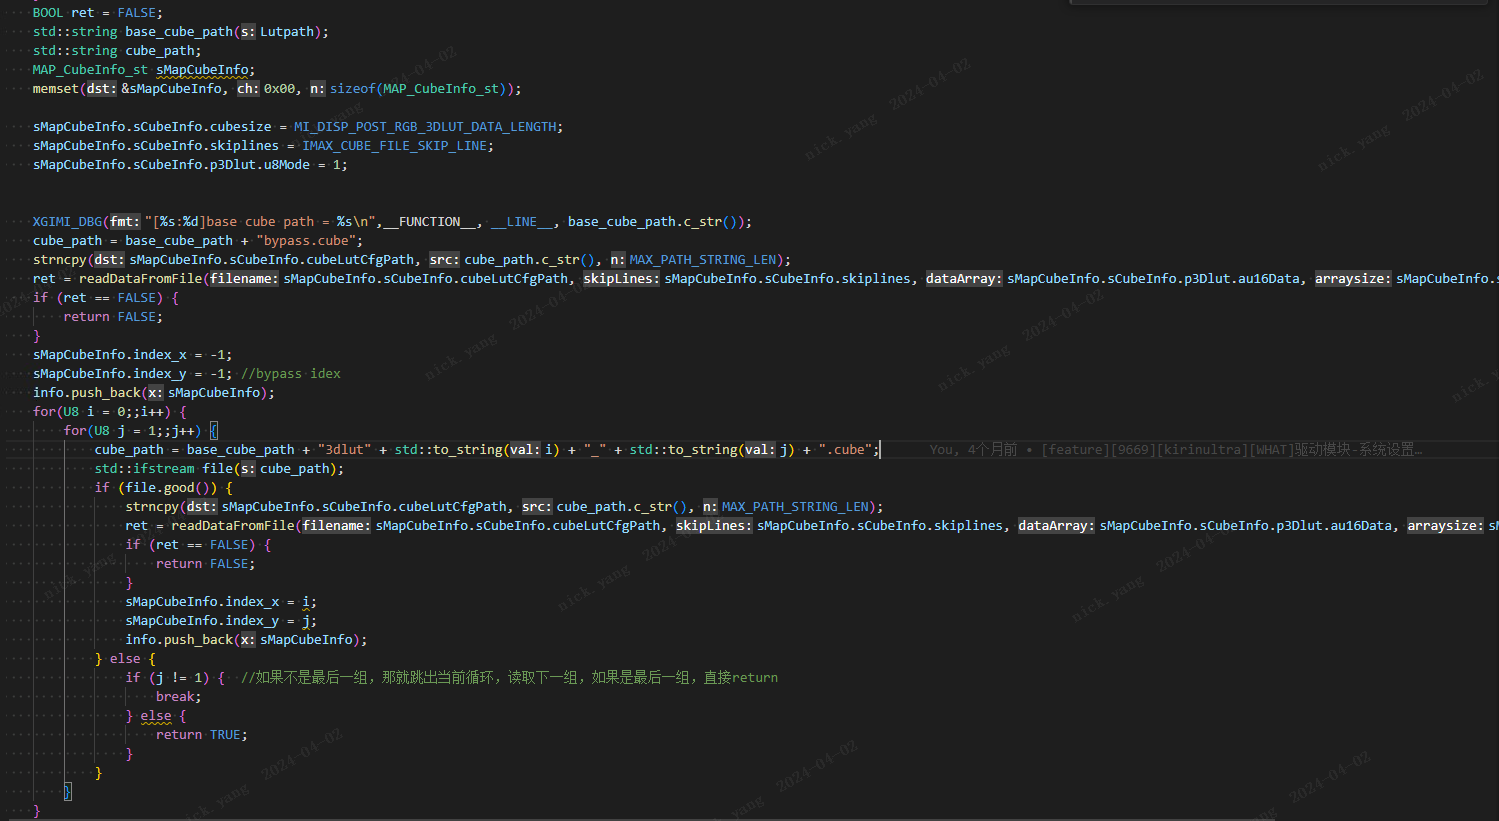 BOOL ret = FALSE;
std::string base_cube_path(s: Lutpath);
std::string cube_path;
MAP_CubeInfo_st sMapCubeInfo;
memset(dst: &sMapCubeInfo, ch: 0x00, n: sizeof(MAP_CubeInfo_st));
sMapCubeInfo.sCubeInfo.cubesize = MI_DISP_POST_RGB_3DLUT_DATA_LENGTH;
sMapCubeInfo.sCubeInfo.skiplines = IMAX_CUBE_FILE_SKIP_LINE;
sMapCubeInfo.sCubeInfo.p3Dlut.u8Mode = 1;
XGIMI_DBG(fmt: "[%s:%d]base cube path = %s\n",__FUNCTION__, __LINE__, base_cube_path.c_str());
cube_path = base_cube_path + "bypass.cube";
strncpy(dst: sMapCubeInfo.sCubeInfo.cubeLutCfgPath, src: cube_path.c_str(), n: MAX_PATH_STRING_LEN);
ret = readDataFromFile(filename: sMapCubeInfo.sCubeInfo.cubeLutCfgPath, skipLines: sMapCubeInfo.sCubeInfo.skiplines, dataArray: sMapCubeInfo.sCubeInfo.p3Dlut.au16Data, arraysize: sMapCubeInfo.s
if (ret == FALSE) {
return FALSE;
}
sMapCubeInfo.index_x = -1;
sMapCubeInfo.index_y = -1; //bypass idex
info.push_back(x: sMapCubeInfo);
for(U8 i = 0;;i++) {
for(U8 j = 1;;j++) {
cube_path = base_cube_path + "3dlut" + std::to_string(val: i) + "_" + std::to_string(val: j) + ".cube"; You, 4个月前 • [feature][9669][kirinultra][WHAT]驱动模块-系统设置…
std::ifstream file(s: cube_path);
if (file.good()) {
strncpy(dst: sMapCubeInfo.sCubeInfo.cubeLutCfgPath, src: cube_path.c_str(), n: MAX_PATH_STRING_LEN);
ret = readDataFromFile(filename: sMapCubeInfo.sCubeInfo.cubeLutCfgPath, skipLines: sMapCubeInfo.sCubeInfo.skiplines, dataArray: sMapCubeInfo.sCubeInfo.p3Dlut.au16Data, arraysize: sM
if (ret == FALSE) {
return FALSE;
}
sMapCubeInfo.index_x = i;
sMapCubeInfo.index_y = j;
info.push_back(x: sMapCubeInfo);
} else {
if (j != 1) { //如果不是最后一组，那就跳出当前循环，读取下一组，如果是最后一组，直接return
break;
} else {
return TRUE;
}
}
}
}
nick.yang 2024-04-02